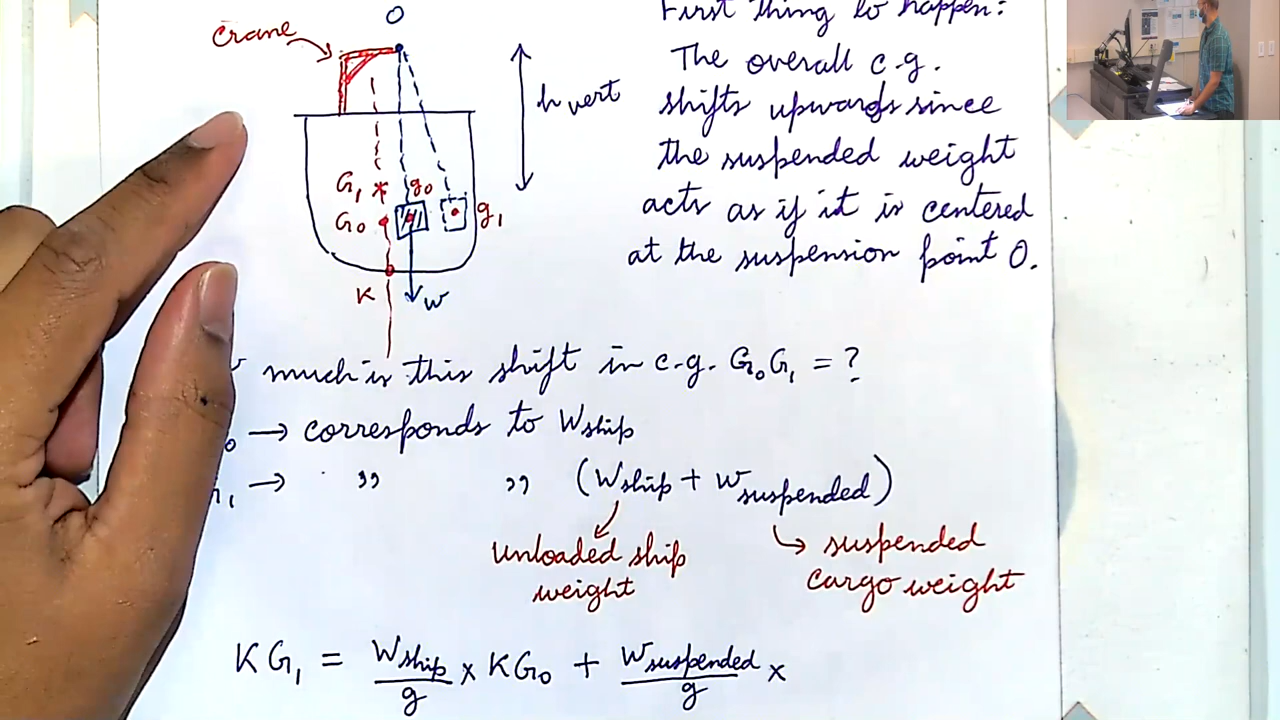 O
Crane
First thing to happen:
The overall c.g.
shifts upwards since
the suspended weight
acts as if it is centered
at the suspension point O.
h vert
G₁ g₀
G₀ g₁
K W
much is this shift in c.g. G₀G₁ = ?
₀ → corresponds to Wship
₁ → ,, ,, (Wship + Wsuspended)
unloaded ship
weight
suspended
cargo weight
KG₁ = Wship/g x KG₀ + Wsuspended/g x